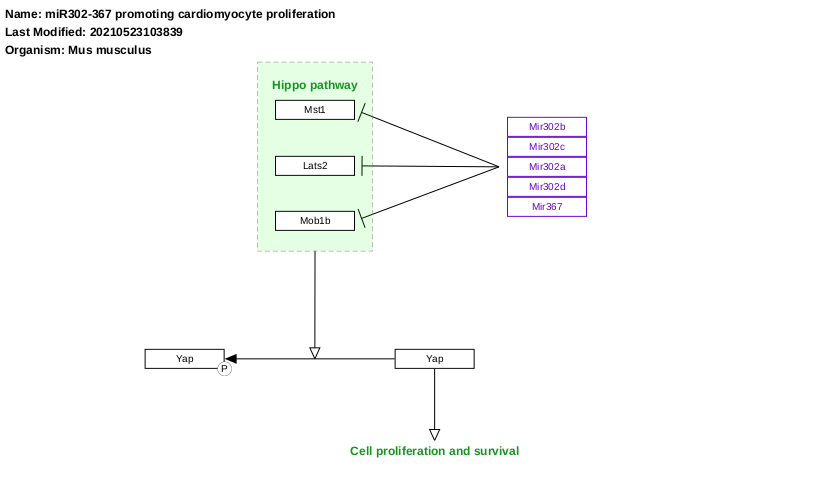 Name: miR302-367 promoting cardiomyocyte proliferation
Last Modified: 20210523103839
Organism: Mus musculus
Hippo pathway
Mst1
Lats2
Mob1b
Mir302b
Mir302c
Mir302a
Mir302d
Mir367
Yap
P
Yap
Cell proliferation and survival